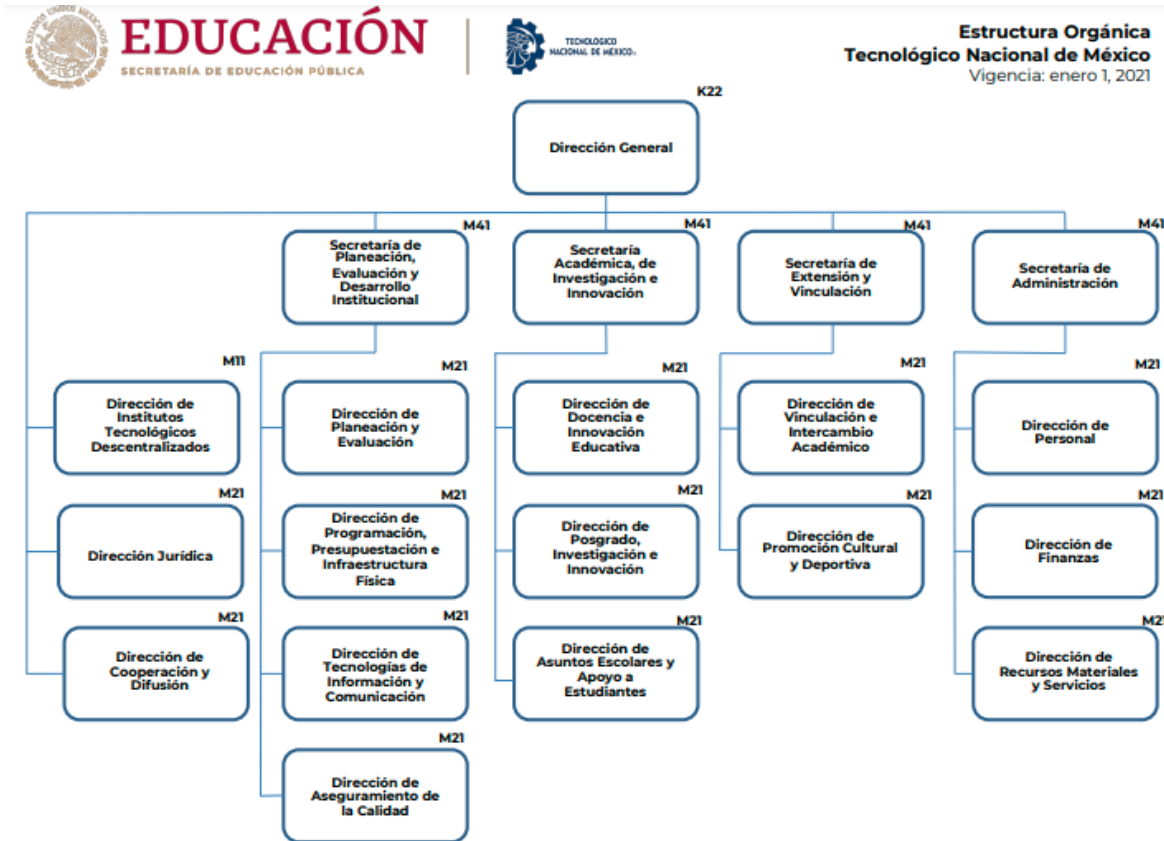 ESTADOS UNIDOS MEXICANOS
EDUCACIÓN
SECRETARÍA DE EDUCACIÓN PÚBLICA
TECNOLÓGICO
NACIONAL DE MÉXICO
Estructura Orgánica
Tecnológico Nacional de México
Vigencia: enero 1, 2021
K22
Dirección General
M41
Secretaría de
Planeación,
Evaluación y
Desarrollo
Institucional
M41
Secretaría
Académica, de
Investigación e
Innovación
M41
Secretaría de
Extensión y
Vinculación
M41
Secretaría de
Administración
M11
Dirección de
Institutos
Tecnológicos
Descentralizados
M21
Dirección de
Planeación y
Evaluación
M21
Dirección de
Docencia e
Innovación
Educativa
M21
Dirección de
Vinculación e
Intercambio
Académico
M21
Dirección de
Personal
M21
Dirección Jurídica
M21
Dirección de
Programación,
Presupuestación e
Infraestructura
Física
M21
Dirección de
Posgrado,
Investigación e
Innovación
M21
Dirección de
Promoción Cultural
y Deportiva
M21
Dirección de
Finanzas
M21
Dirección de
Cooperación y
Difusión
M21
Dirección de
Tecnologías de
Información y
Comunicación
M21
Dirección de
Asuntos Escolares y
Apoyo a
Estudiantes
M21
Dirección de
Recursos Materiales
y Servicios
M21
Dirección de
Aseguramiento de
la Calidad